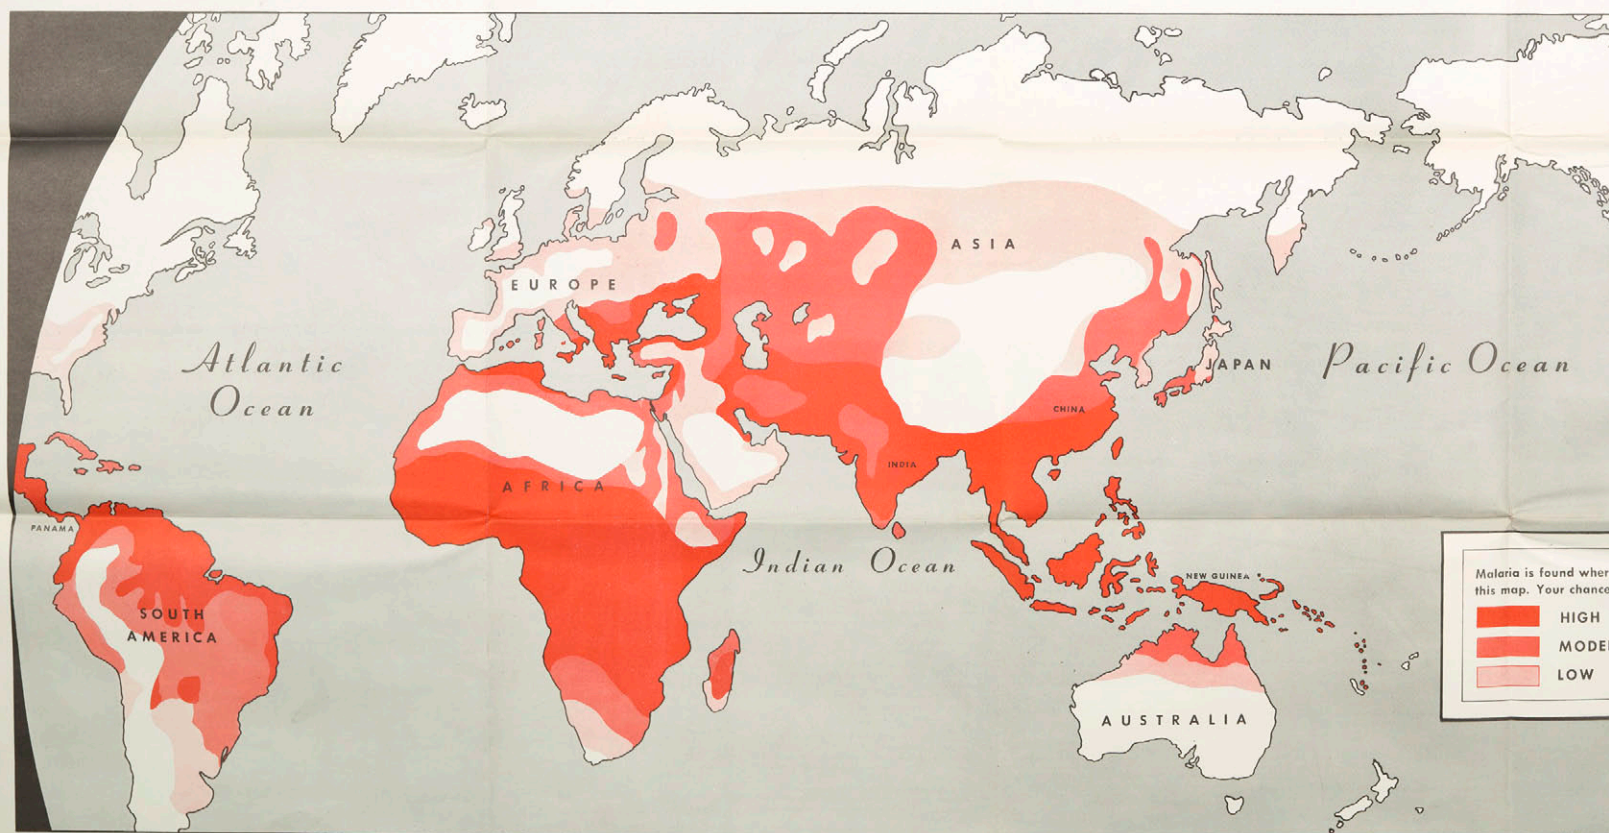 ASIA
EUROPE
Atlantic
Ocean
JAPAN
Pacific Ocean
CHINA
INDIA
AFRICA
PANAMA
Indian Ocean
NEW GUINEA
SOUTH
AMERICA
AUSTRALIA
Malaria is found wher
this map. Your chance
HIGH
MODE
LOW